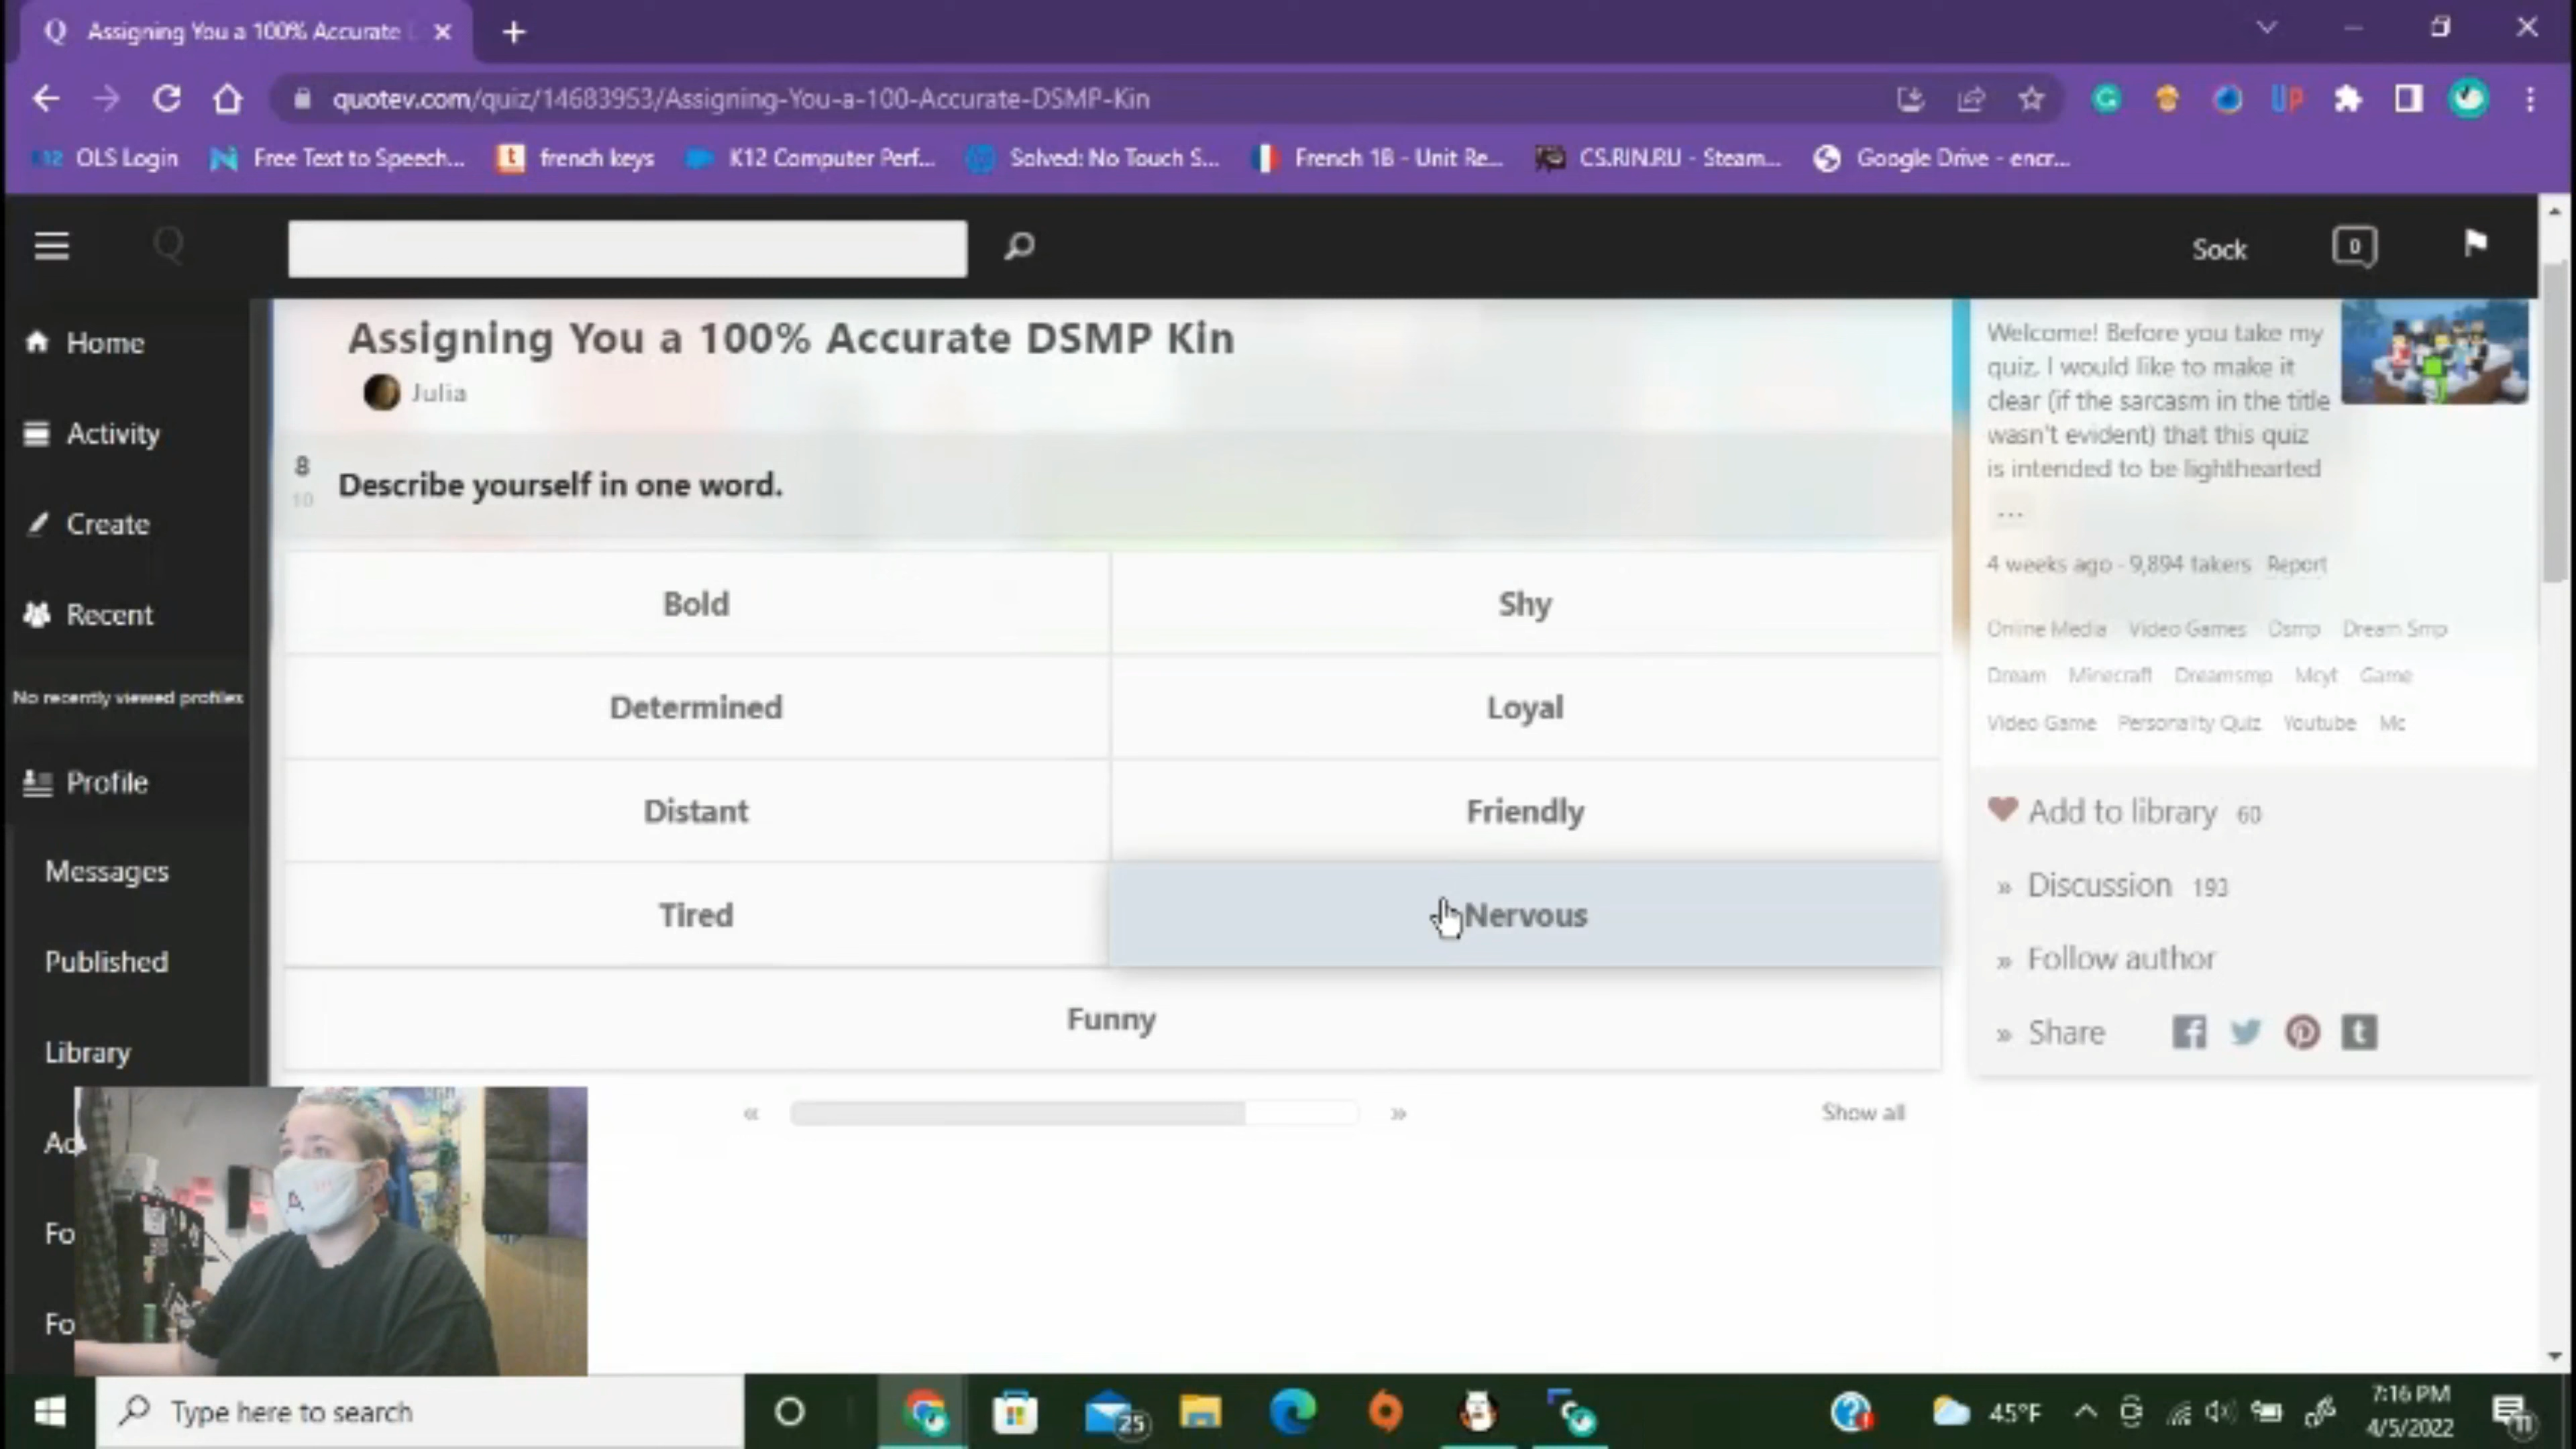 Q Assigning You a 100% Accurate
quotev.com/quiz/14683953/Assigning-You-a-100-Accurate-DSMP-Kin
UP
K12 OLS Login Free Text to Speech... t french keys K12 Computer Perf... Solved: No Touch S... French 1B - Unit Re... CS.RIN.RU - Steam... Google Drive - encr...
Q
Sock 0
Home
Activity
Create
Recent
No recently viewed profiles
Profile
Messages
Published
Library
Ad
Fo
Fo
Assigning You a 100% Accurate DSMP Kin
Julia
8
10
Describe yourself in one word.
Bold
Shy
Determined
Loyal
Distant
Friendly
Tired
Nervous
Funny
« »
Show all
Welcome! Before you take my
quiz, I would like to make it
clear (if the sarcasm in the title
wasn't evident) that this quiz
is intended to be lighthearted
...
4 weeks ago - 9,894 takers Report
Online Media Video Games Dsmp Dream Smp
Dream Minecraft Dreamsmp Mcyt Game
Video Game Personality Quiz Youtube Mc
Add to library 60
» Discussion 193
» Follow author
» Share
A
Type here to search
25
45°F
7:16 PM
4/5/2022
11